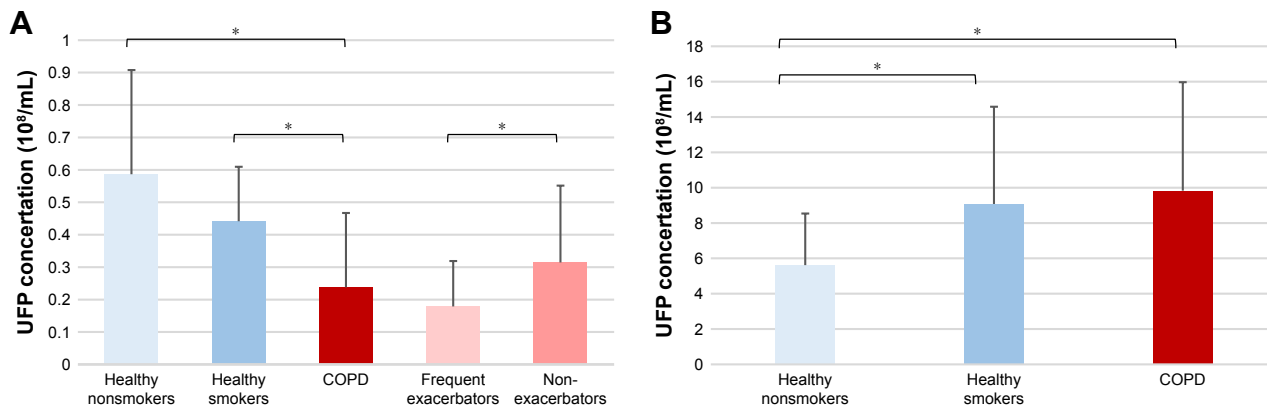 A
UFP concertation (10⁸/mL)
1
0.9
0.8
0.7
0.6
0.5
0.4
0.3
0.2
0.1
0
*
*
*
Healthy
nonsmokers
Healthy
smokers
COPD
Frequent
exacerbators
Non-
exacerbators
B
UFP concertation (10⁸/mL)
18
16
14
12
10
8
6
4
2
0
*
*
Healthy
nonsmokers
Healthy
smokers
COPD